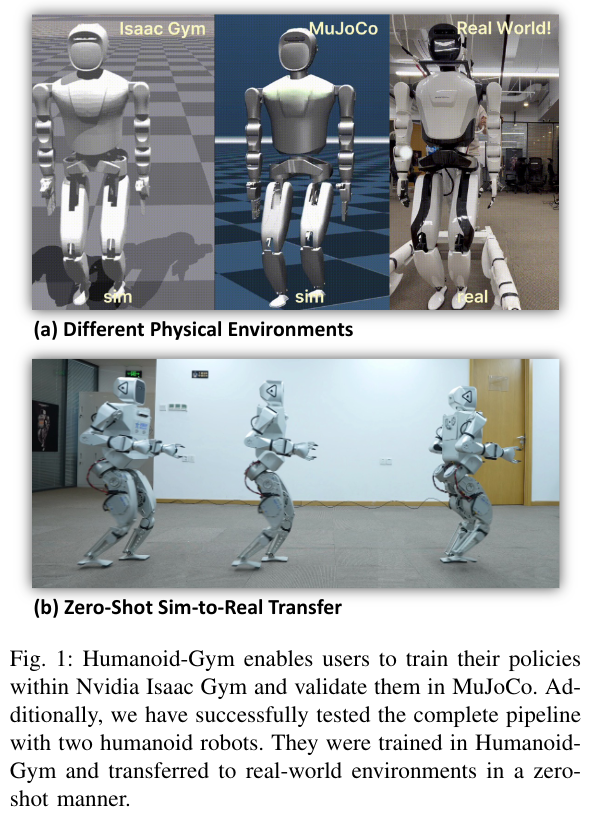 Isaac Gym
MuJoCo
Real World!
sim
sim
real
(a) Different Physical Environments
(b) Zero-Shot Sim-to-Real Transfer
Fig. 1: Humanoid-Gym enables users to train their policies
within Nvidia Isaac Gym and validate them in MuJoCo. Ad-
ditionally, we have successfully tested the complete pipeline
with two humanoid robots. They were trained in Humanoid-
Gym and transferred to real-world environments in a zero-
shot manner.